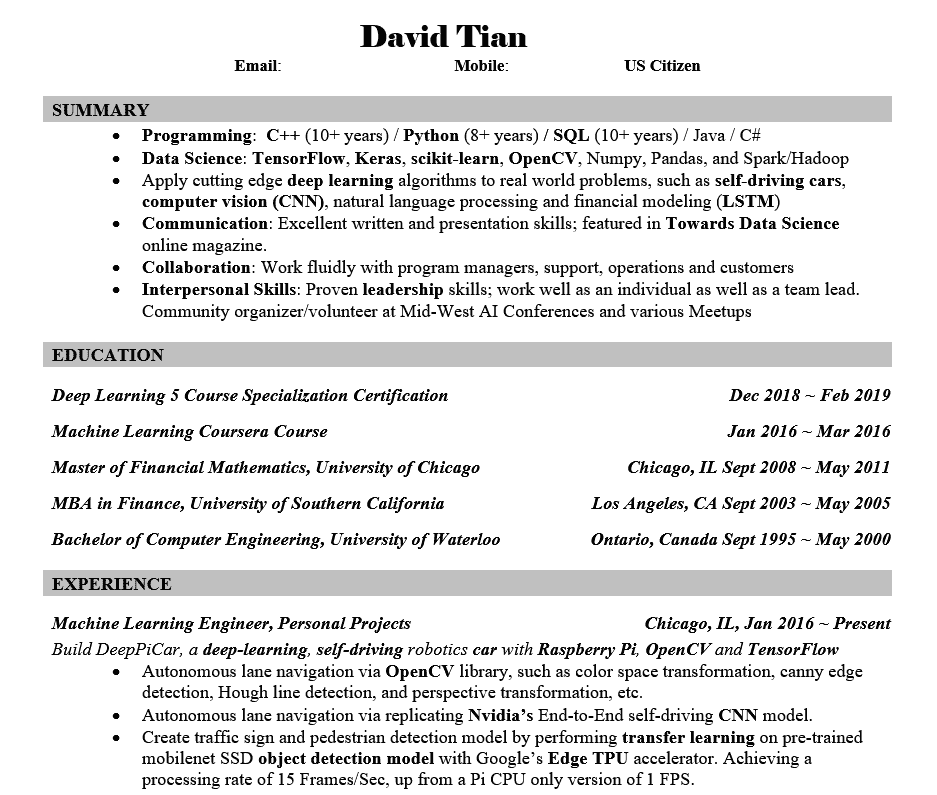 David Tian
Email: Mobile: US Citizen
SUMMARY
• Programming: C++ (10+ years) / Python (8+ years) / SQL (10+ years) / Java / C#
• Data Science: TensorFlow, Keras, scikit-learn, OpenCV, Numpy, Pandas, and Spark/Hadoop
• Apply cutting edge deep learning algorithms to real world problems, such as self-driving cars,
computer vision (CNN), natural language processing and financial modeling (LSTM)
• Communication: Excellent written and presentation skills; featured in Towards Data Science
online magazine.
• Collaboration: Work fluidly with program managers, support, operations and customers
• Interpersonal Skills: Proven leadership skills; work well as an individual as well as a team lead.
Community organizer/volunteer at Mid-West AI Conferences and various Meetups
EDUCATION
Deep Learning 5 Course Specialization Certification Dec 2018 ~ Feb 2019
Machine Learning Coursera Course Jan 2016 ~ Mar 2016
Master of Financial Mathematics, University of Chicago Chicago, IL Sept 2008 ~ May 2011
MBA in Finance, University of Southern California Los Angeles, CA Sept 2003 ~ May 2005
Bachelor of Computer Engineering, University of Waterloo Ontario, Canada Sept 1995 ~ May 2000
EXPERIENCE
Machine Learning Engineer, Personal Projects Chicago, IL, Jan 2016 ~ Present
Build DeepPiCar, a deep-learning, self-driving robotics car with Raspberry Pi, OpenCV and TensorFlow
• Autonomous lane navigation via OpenCV library, such as color space transformation, canny edge
detection, Hough line detection, and perspective transformation, etc.
• Autonomous lane navigation via replicating Nvidia's End-to-End self-driving CNN model.
• Create traffic sign and pedestrian detection model by performing transfer learning on pre-trained
mobilenet SSD object detection model with Google's Edge TPU accelerator. Achieving a
processing rate of 15 Frames/Sec, up from a Pi CPU only version of 1 FPS.